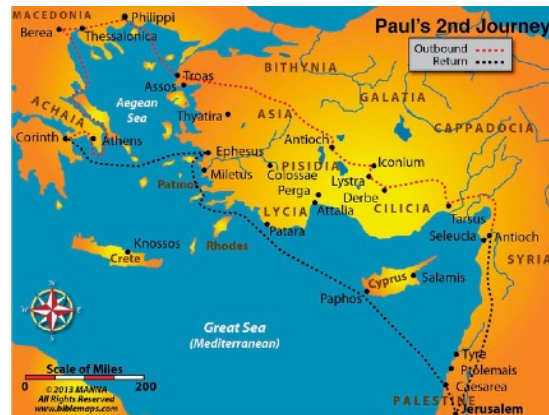 Paul's 2nd Journey
Outbound
Return
MACEDONIA
Philippi
Berea
Thessalonica
Troas
Assos
BITHYNIA
GALATIA
CAPPADOCIA
Aegean
Sea
ACHAIA
Thyatira
ASIA
Antioch
Iconium
Corinth
Athens
Ephesus
PISIDIA
Colossae
Lystra
Derbe
Miletus
Patmos
Perga
Attalia
CILICIA
Tarsus
LYCIA
Patara
Seleucia
Antioch
SYRIA
Rhodes
Knossos
Crete
Cyprus
Salamis
Paphos
N
S
Great Sea
(Mediterranean)
Tyre
Ptolemais
Caesarea
PALESTINE
Jerusalem
Scale of Miles
0
200
© 2013 MANNA
All Rights Reserved
www.biblemaps.com